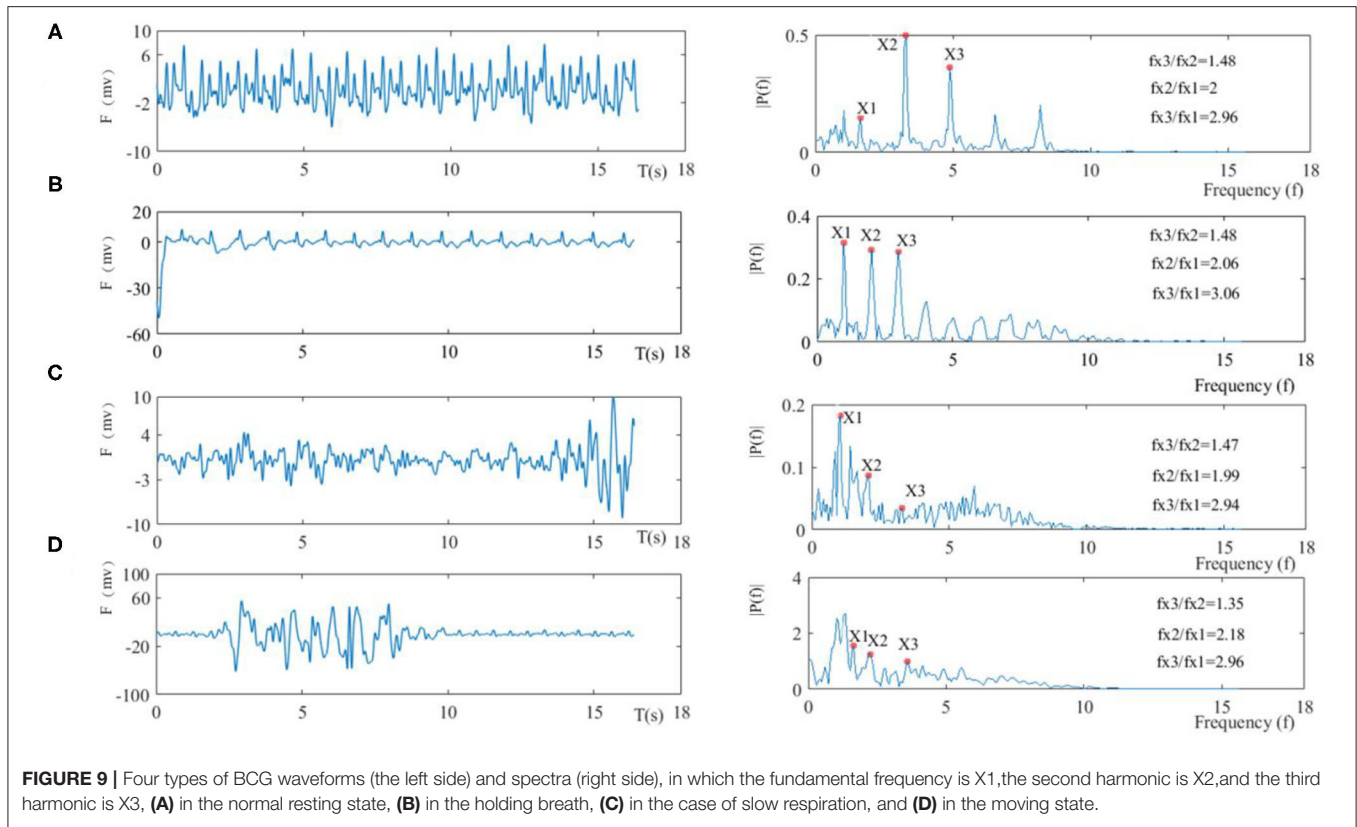 A
F (mv)
10
6
-2
-10
0
5
10
15
18
T(s)
|P(f)|
0.5
0
X1
X2
X3
fx3/fx2=1.48
fx2/fx1=2
fx3/fx1=2.96
0
5
10
15
18
Frequency (f)
B
F (mv)
20
0
-30
-60
0
5
10
15
18
T(s)
|P(f)|
0.4
0.2
0
X1
X2
X3
fx3/fx2=1.48
fx2/fx1=2.06
fx3/fx1=3.06
0
5
10
15
18
Frequency (f)
C
F (mv)
10
4
-3
-10
0
5
10
15
18
T(s)
|P(f)|
0.2
0.1
0
X1
X2
X3
fx3/fx2=1.47
fx2/fx1=1.99
fx3/fx1=2.94
0
5
10
15
18
Frequency (f)
D
F (mv)
100
60
-20
-100
0
5
10
15
18
T(s)
|P(f)|
4
2
0
X1
X2
X3
fx3/fx2=1.35
fx2/fx1=2.18
fx3/fx1=2.96
0
5
10
15
18
Frequency (f)
FIGURE 9 | Four types of BCG waveforms (the left side) and spectra (right side), in which the fundamental frequency is X1,the second harmonic is X2,and the third
harmonic is X3, (A) in the normal resting state, (B) in the holding breath, (C) in the case of slow respiration, and (D) in the moving state.